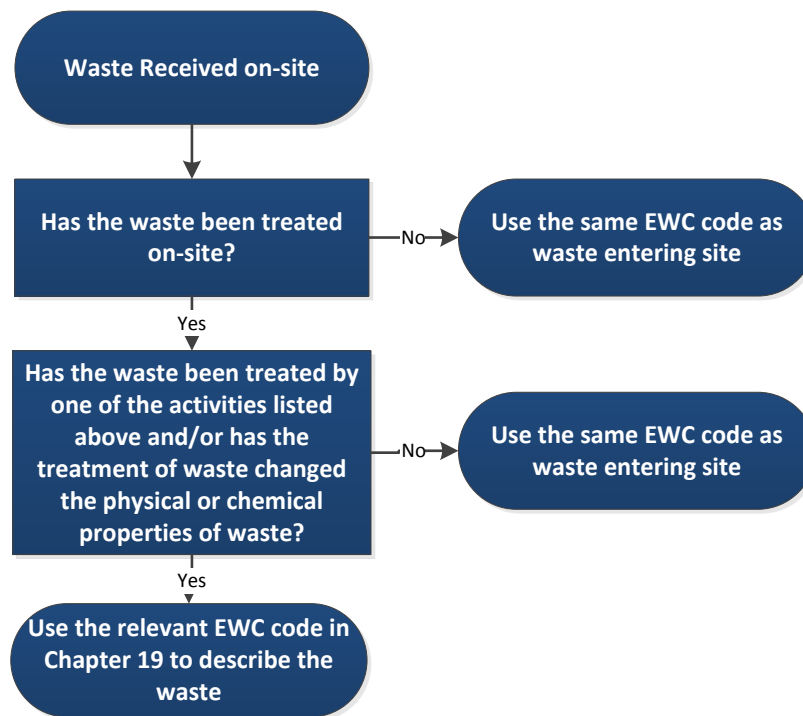 Waste Received on-site
Has the waste been treated
on-site?
No
Use the same EWC code as
waste entering site
Yes
Has the waste been treated by
one of the activities listed
above and/or has the
treatment of waste changed
the physical or chemical
properties of waste?
No
Use the same EWC code as
waste entering site
Yes
Use the relevant EWC code in
Chapter 19 to describe the
waste